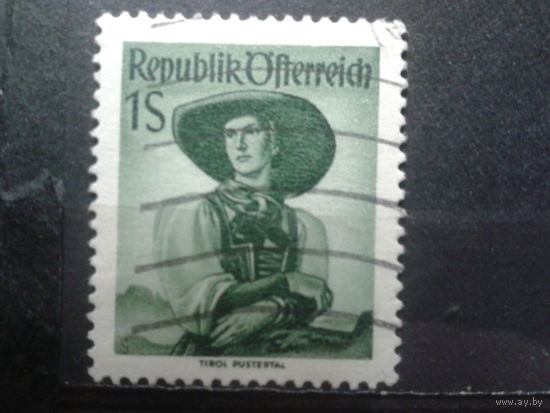 Republik Österreich
1S
TIROL PUSTERTAL
© www.ay.by